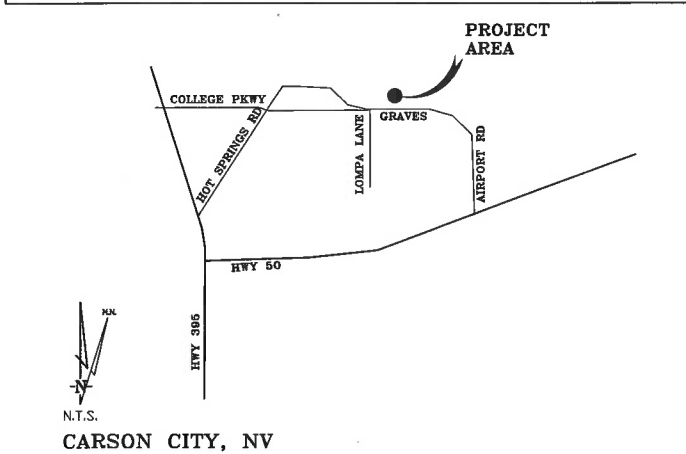 PROJECT
AREA
COLLEGE PKWY
HOT SPRINGS RD
LOMPA LANE
GRAVES
AIRPORT RD
HWY 50
HWY 395
M.N.
N
N.T.S.
CARSON CITY, NV